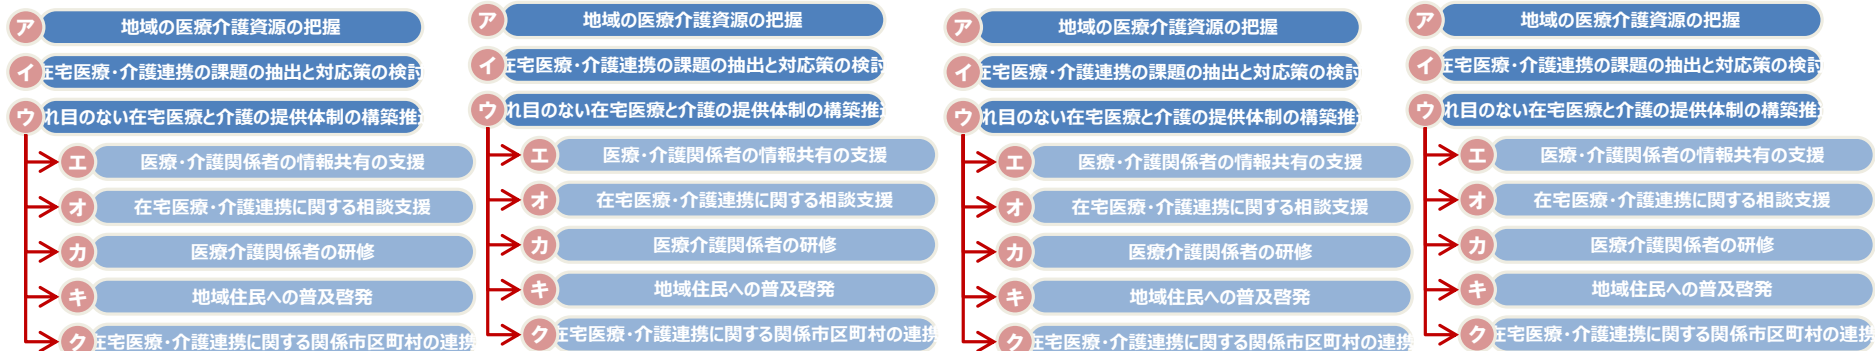 ア 地域の医療介護資源の把握
イ 在宅医療・介護連携の課題の抽出と対応策の検討
ウ れ目のない在宅医療と介護の提供体制の構築推
エ 医療・介護関係者の情報共有の支援
オ 在宅医療・介護連携に関する相談支援
カ 医療介護関係者の研修
キ 地域住民への普及啓発
ク 在宅医療・介護連携に関する関係市区町村の連携
ア 地域の医療介護資源の把握
イ 在宅医療・介護連携の課題の抽出と対応策の検討
ウ れ目のない在宅医療と介護の提供体制の構築推
エ 医療・介護関係者の情報共有の支援
オ 在宅医療・介護連携に関する相談支援
カ 医療介護関係者の研修
キ 地域住民への普及啓発
ク 在宅医療・介護連携に関する関係市区町村の連携
ア 地域の医療介護資源の把握
イ 在宅医療・介護連携の課題の抽出と対応策の検討
ウ れ目のない在宅医療と介護の提供体制の構築推
エ 医療・介護関係者の情報共有の支援
オ 在宅医療・介護連携に関する相談支援
カ 医療介護関係者の研修
キ 地域住民への普及啓発
ク 在宅医療・介護連携に関する関係市区町村の連携
ア 地域の医療介護資源の把握
イ 在宅医療・介護連携の課題の抽出と対応策の検討
ウ れ目のない在宅医療と介護の提供体制の構築推
エ 医療・介護関係者の情報共有の支援
オ 在宅医療・介護連携に関する相談支援
カ 医療介護関係者の研修
キ 地域住民への普及啓発
ク 在宅医療・介護連携に関する関係市区町村の連携